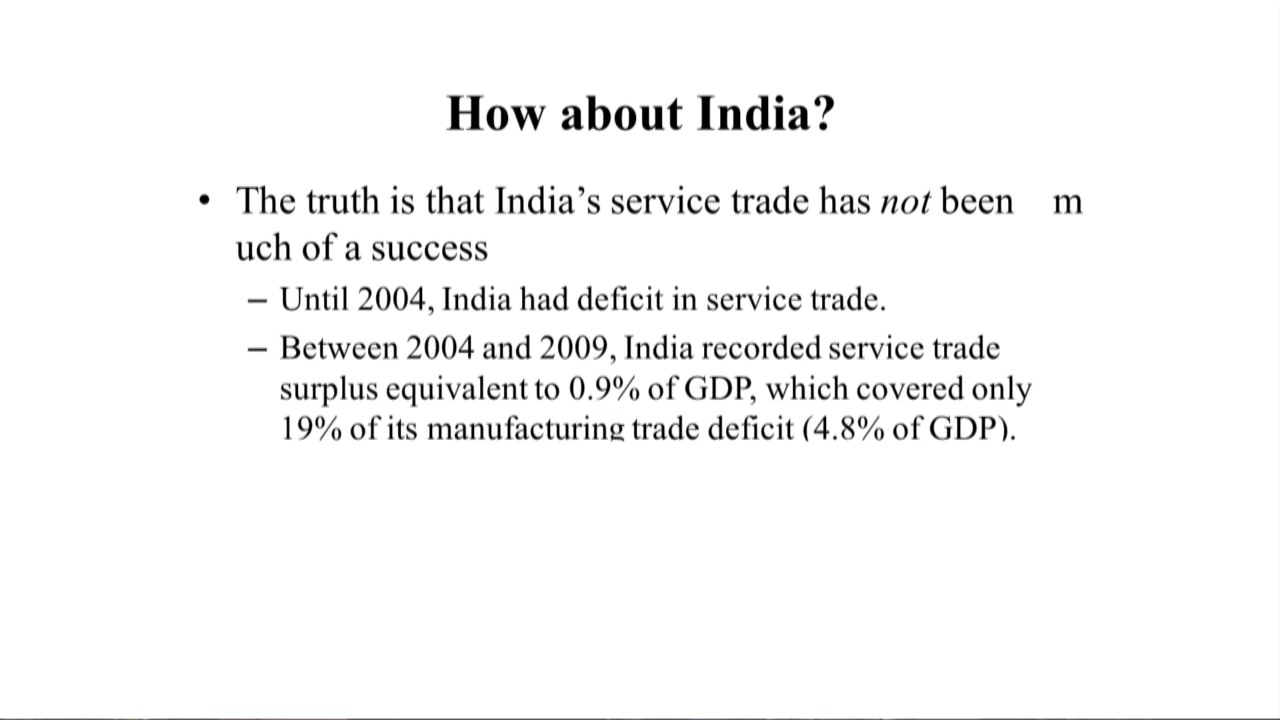 How about India?
• The truth is that India’s service trade has not been m
uch of a success
– Until 2004, India had deficit in service trade.
– Between 2004 and 2009, India recorded service trade
surplus equivalent to 0.9% of GDP, which covered only
19% of its manufacturing trade deficit (4.8% of GDP).